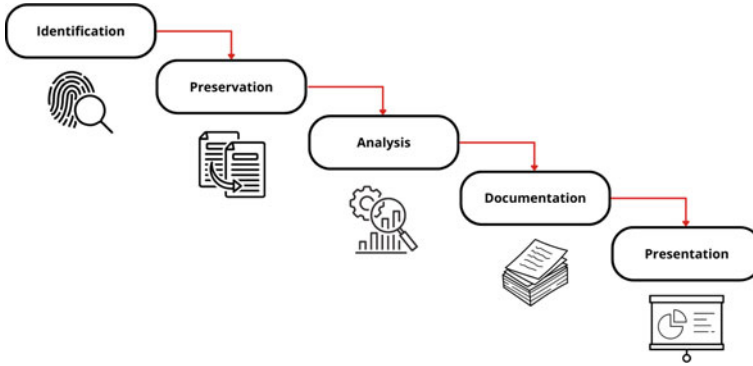 Identification
Preservation
Analysis
Documentation
Presentation